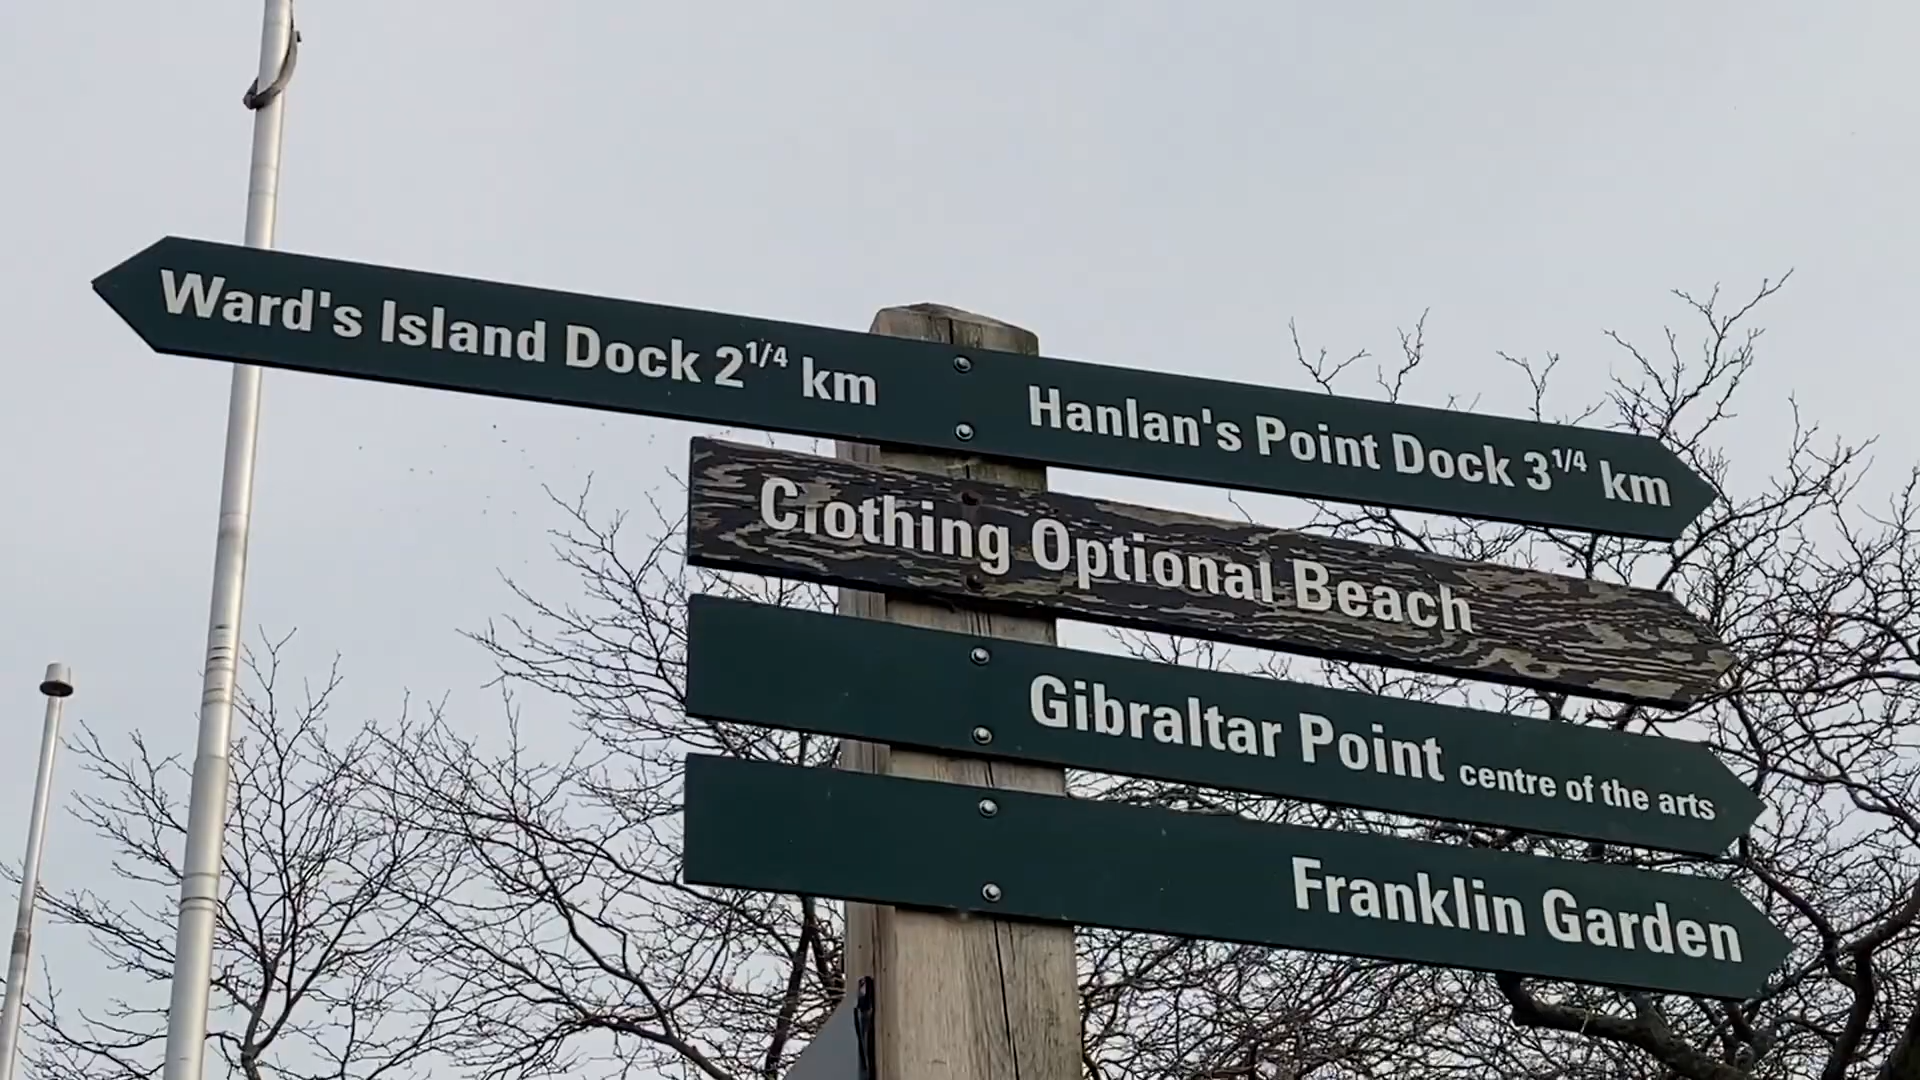 Ward's Island Dock 2 1/4 km
Hanlan's Point Dock 3 1/4 km
Clothing Optional Beach
Gibraltar Point centre of the arts
Franklin Garden